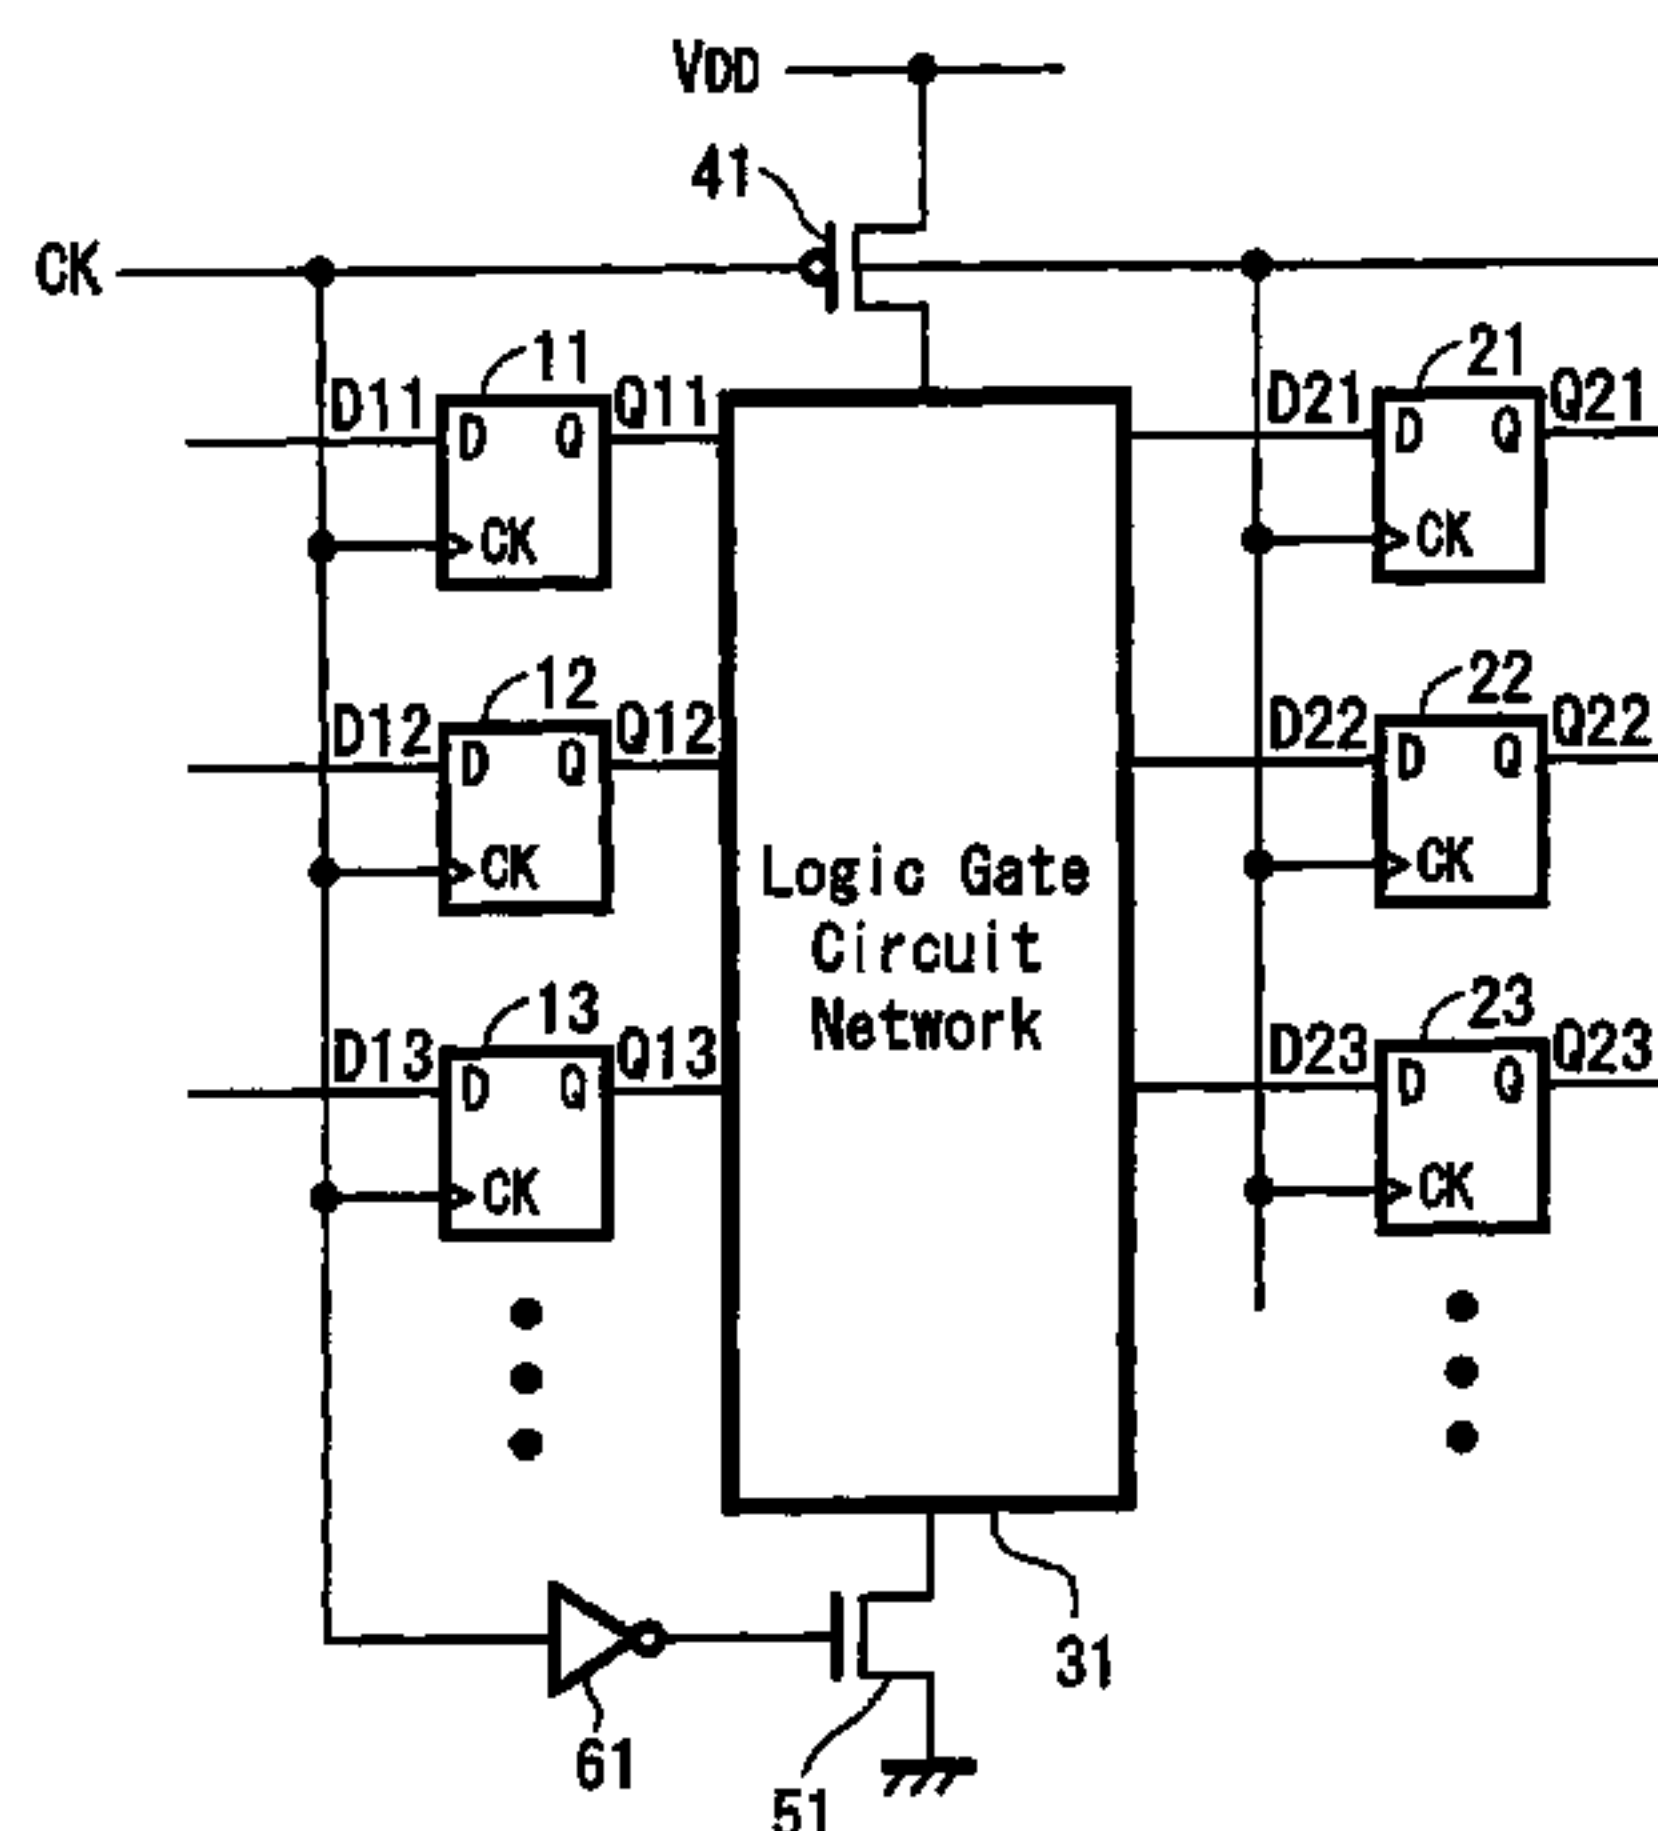 VDD
41
CK
11
21
D11
Q11
D21
Q21
D Q
D Q
CK
CK
12
22
D12
Q12
D22
Q22
D Q
D Q
CK
CK
Logic Gate
Circuit
Network
13
23
D13
Q13
D23
Q23
D Q
D Q
CK
CK
31
61
51